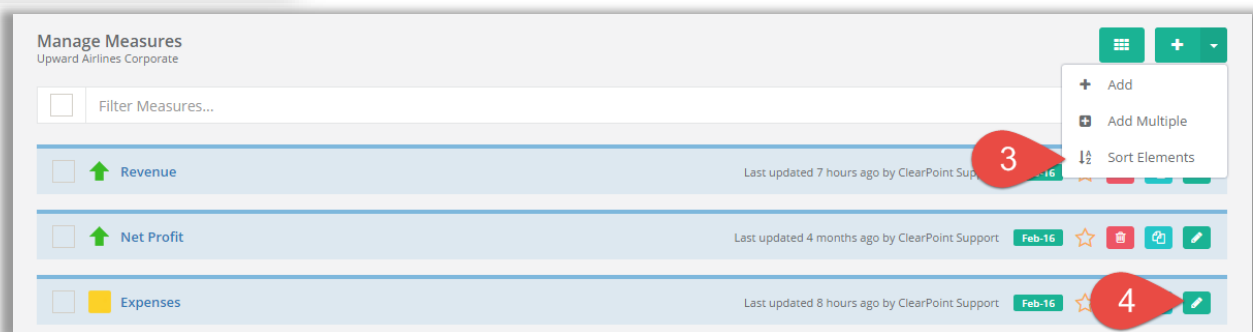 Manage Measures
Upward Airlines Corporate
+ Add
Filter Measures...
Add Multiple
3
Sort Elements
Revenue
Last updated 7 hours ago by ClearPoint
Net Profit
Last updated 4 months ago by ClearPoint Support
Feb-16
Expenses
Last updated 8 hours ago by ClearPoint Support
Feb-16
4